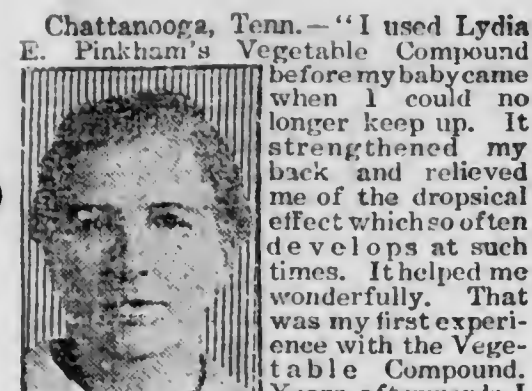 Chattanooga, Tenn.—"I used Lydia
E. Pinkham's Vegetable Compound
before my baby came
when I could no
longer keep up. It
strengthened my
back and relieved
me of the dropsical
effect which so often
develops at such
times. It helped me
wonderfully. That
was my first experi-
ence with the Vege-
table Compound.